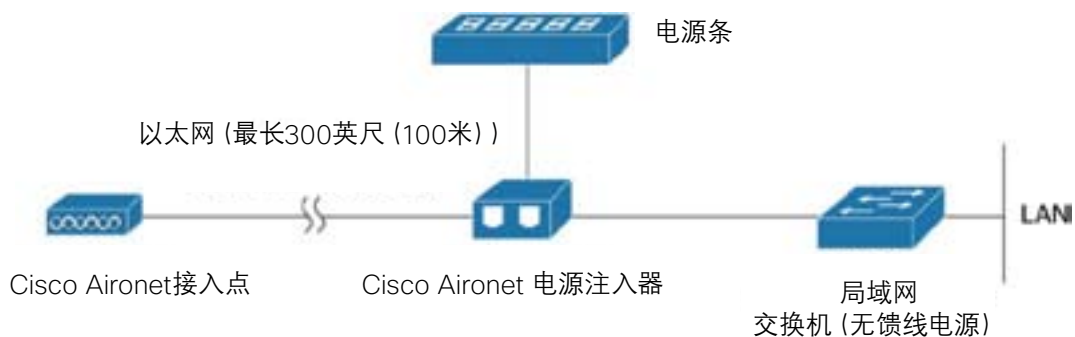 电源条
以太网 (最长300英尺 (100米) )
LAN
Cisco Aironet接入点
Cisco Aironet 电源注入器
局域网
交换机 (无馈线电源)